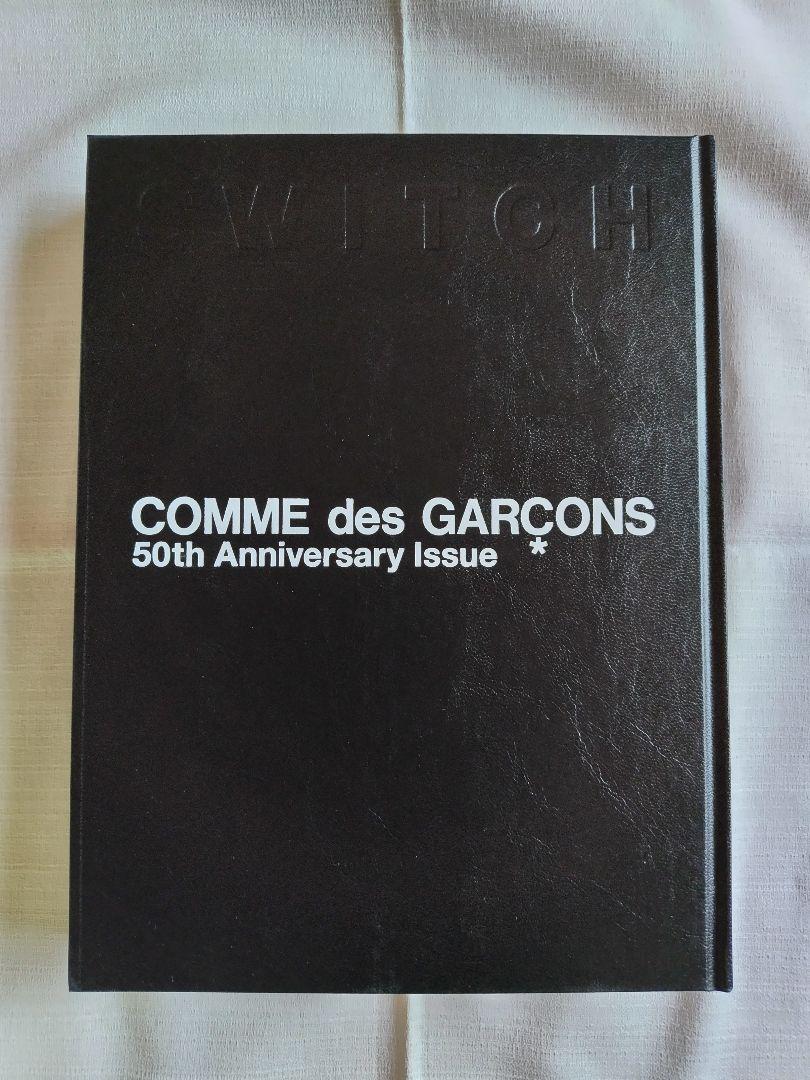 SWITCH
COMME des GARÇONS
50th Anniversary Issue *